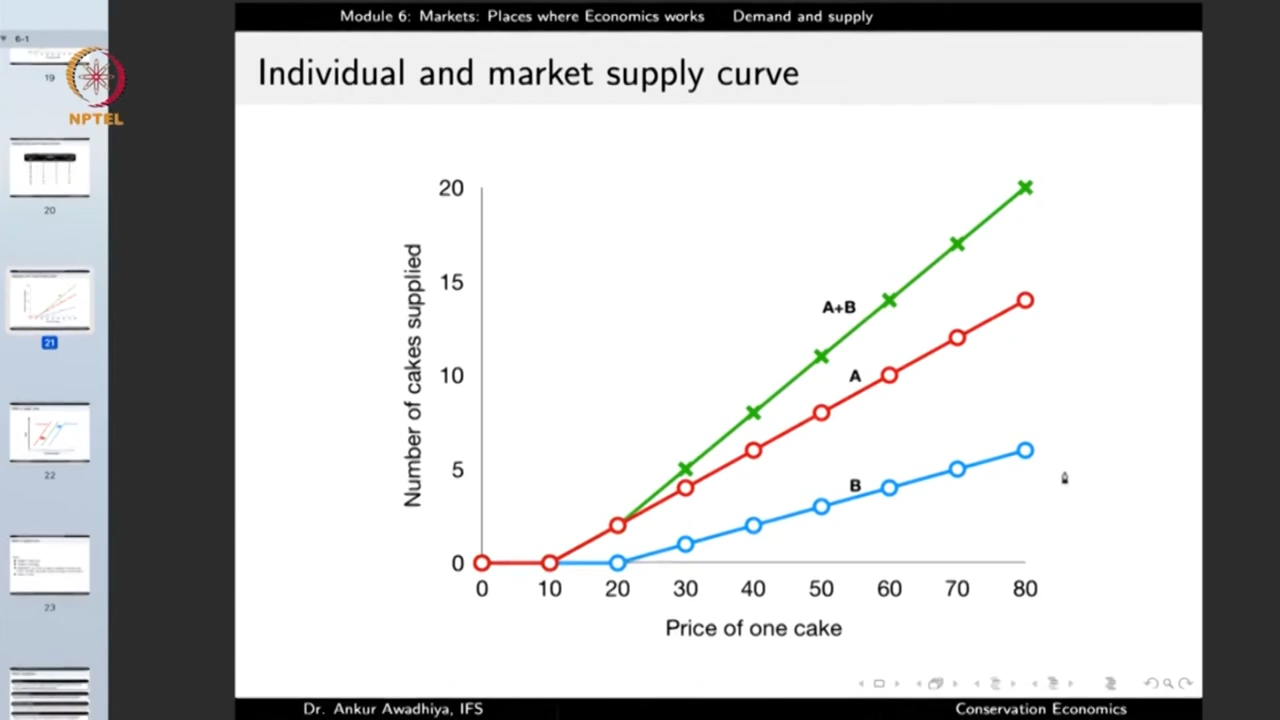 Module 6: Markets: Places where Economics works Demand and supply
6-1
19
NPTEL
20
21
22
23
Individual and market supply curve
20
15
10
5
0
Number of cakes supplied
A+B
A
B
0 10 20 30 40 50 60 70 80
Price of one cake
Dr. Ankur Awadhiya, IFS Conservation Economics